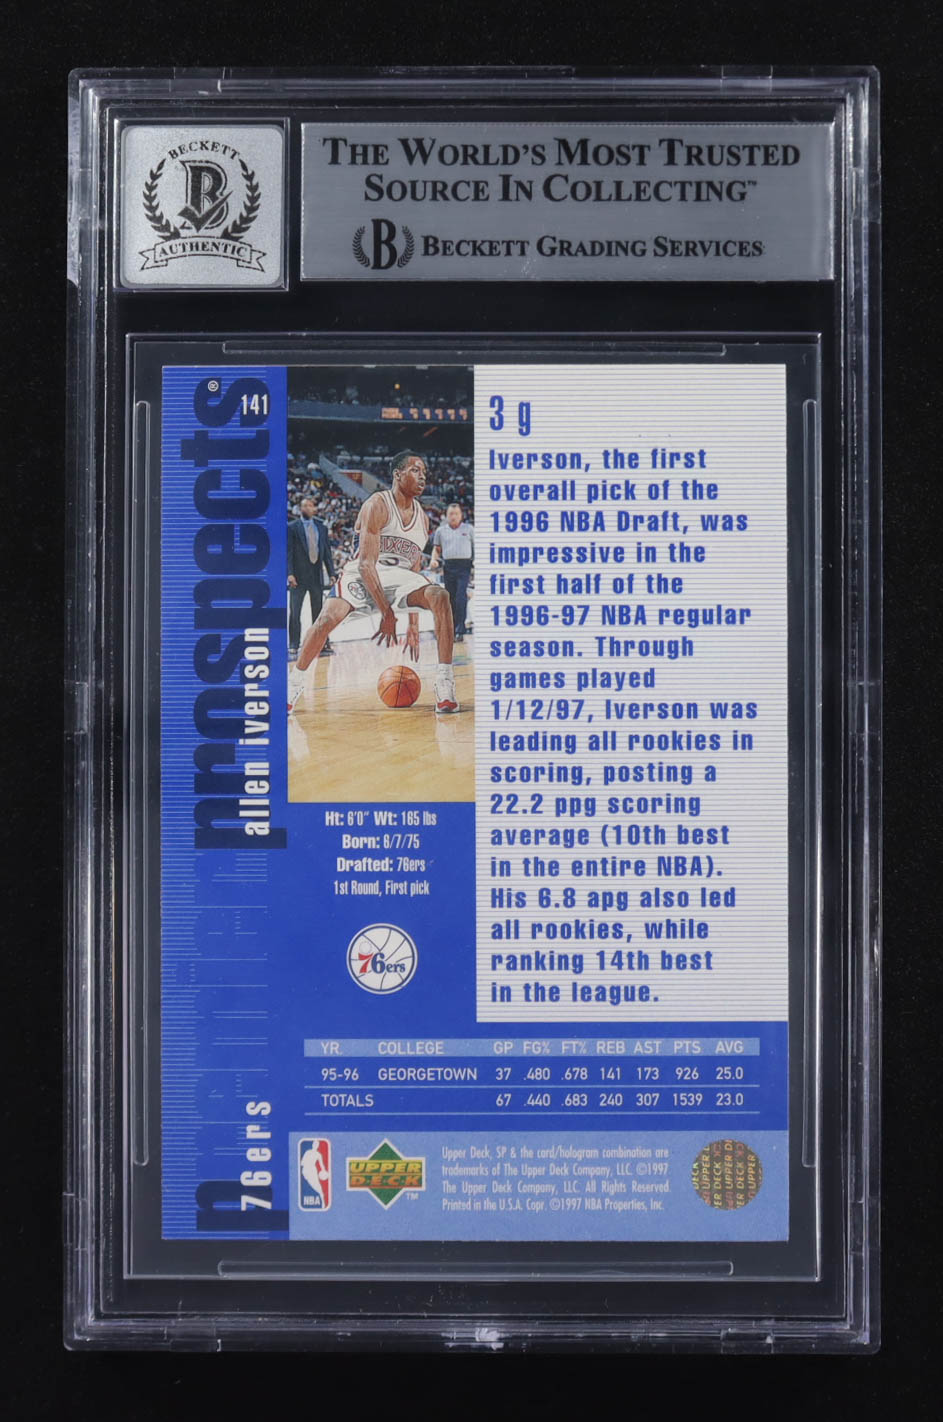 BECKETT
B
AUTHENTIC
THE WORLD'S MOST TRUSTED
SOURCE IN COLLECTING™
B BECKETT GRADING SERVICES
141
prospects®
allen iverson
76ers
SIXERS
3 g
Iverson, the first
overall pick of the
1996 NBA Draft, was
impressive in the
first half of the
1996-97 NBA regular
season. Through
games played
1/12/97, Iverson was
leading all rookies in
scoring, posting a
22.2 ppg scoring
average (10th best
in the entire NBA).
His 6.8 apg also led
all rookies, while
ranking 14th best
in the league.
Ht: 6'0" Wt: 165 lbs
Born: 6/7/75
Drafted: 76ers
1st Round, First pick
76ers
YR. COLLEGE GP FG% FT% REB AST PTS AVG
95-96 GEORGETOWN 37 .480 .678 141 173 926 25.0
TOTALS 67 .440 .683 240 307 1539 23.0
NBA
UPPER
DECK™
Upper Deck, SP & the card/hologram combination are
trademarks of The Upper Deck Company, LLC. ©1997
The Upper Deck Company, LLC. All Rights Reserved.
Printed in the U.S.A. Copr. ©1997 NBA Properties, Inc.
UPPER DECK